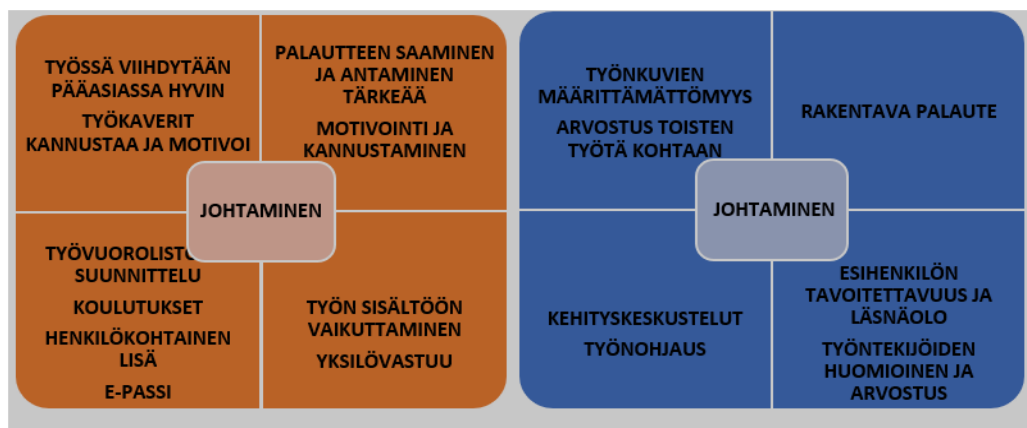 TYÖSSÄ VIIHDYTÄÄN
PÄÄASIASSA HYVIN
TYÖKAVERIT
KANNUSTAA JA MOTIVOI
PALAUTTEEN SAAMINEN
JA ANTAMINEN
TÄRKEÄÄ
MOTIVOINTI JA
KANNUSTAMINEN
JOHTAMINEN
SUUNNITTELU
KOULUTUKSET
HENKILÖKOHTAINEN
LISÄ
E-PASSI
TYÖN SISÄLTÖÖN
VAIKUTTAMINEN
YKSILÖVASTUU
TYÖNKUVIEN
MÄÄRITTÄMÄTTÖMYYS
ARVOSTUS TOISTEN
TYÖTÄ KOHTAAN
RAKENTAVA PALAUTE
JOHTAMINEN
KEHITYSKESKUSTELUT
TYÖNOHJAUS
ESIHENKILÖN
TAVOITETTAVUUS JA
LÄSNÄOLO
TYÖNTEKIJÖIDEN
HUOMIOINEN JA
ARVOSTUS